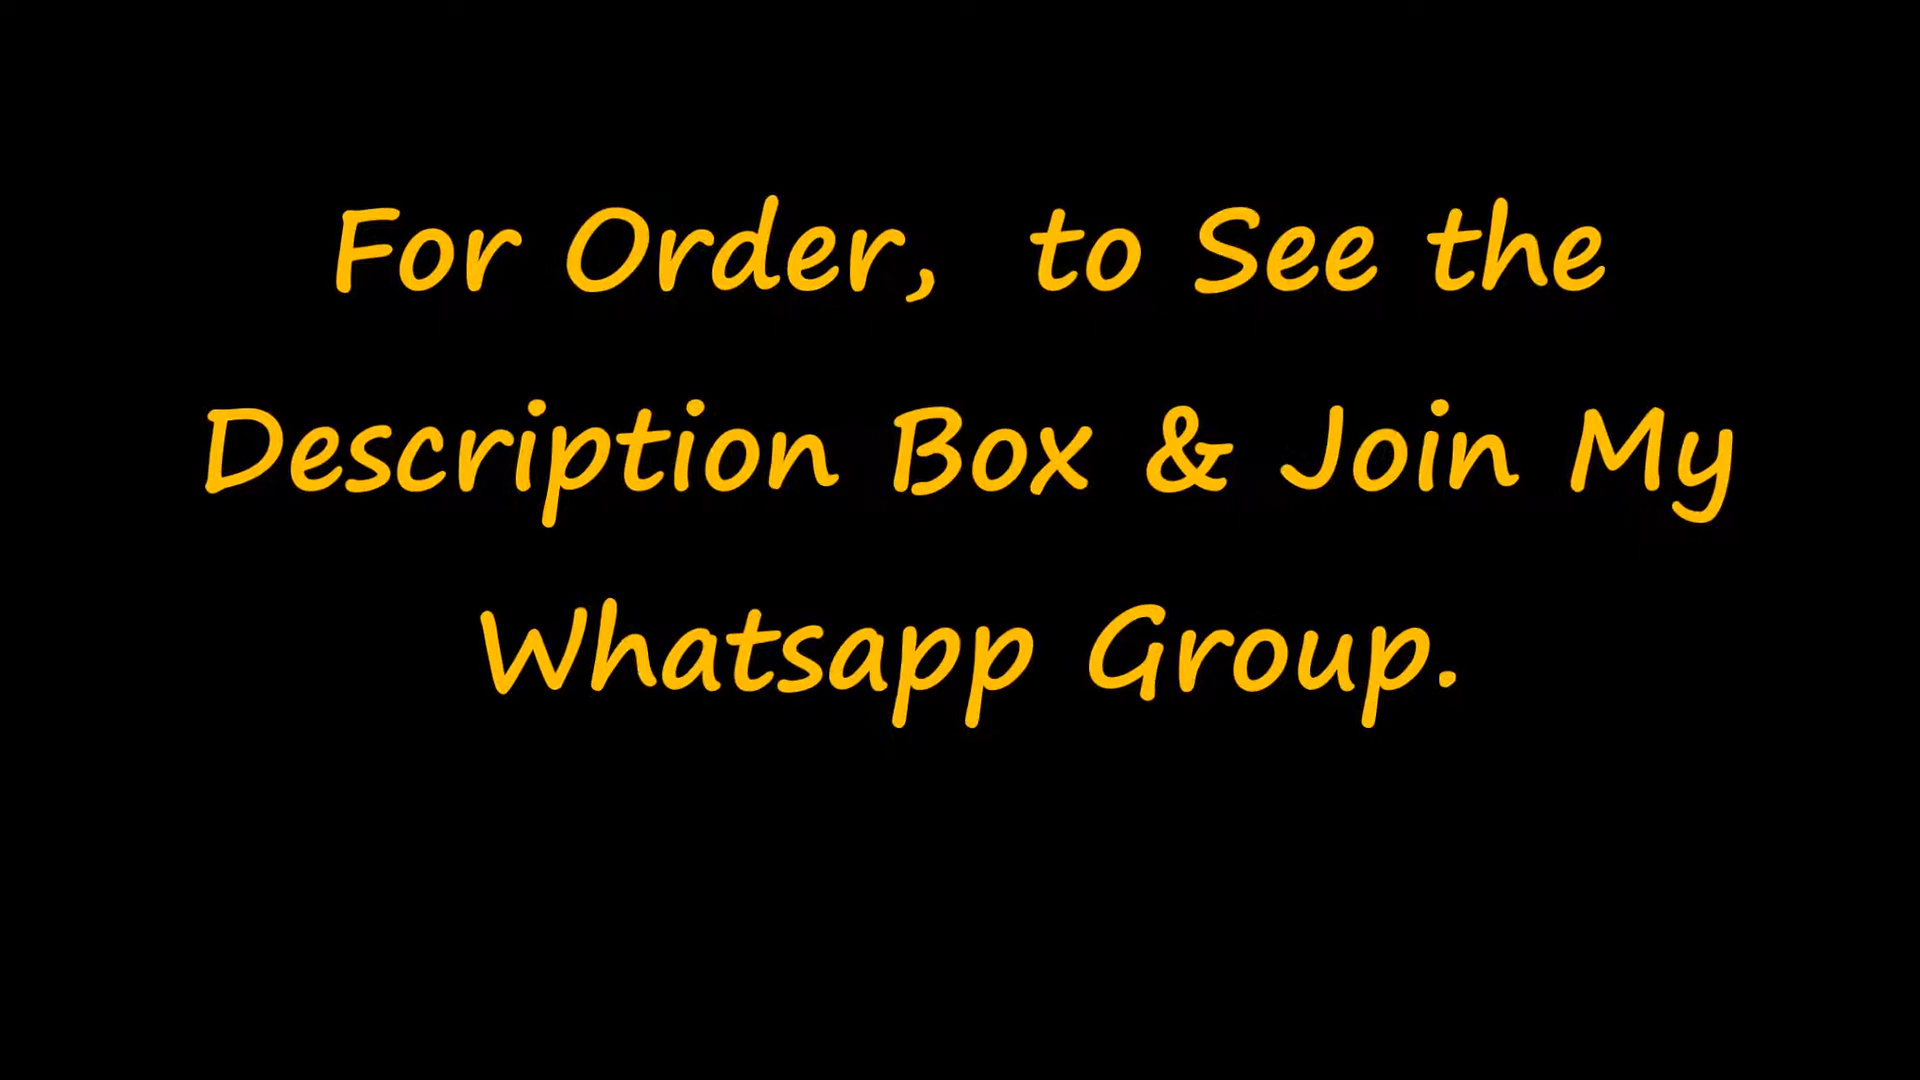 For Order, to See the
Description Box & Join My
Whatsapp Group.